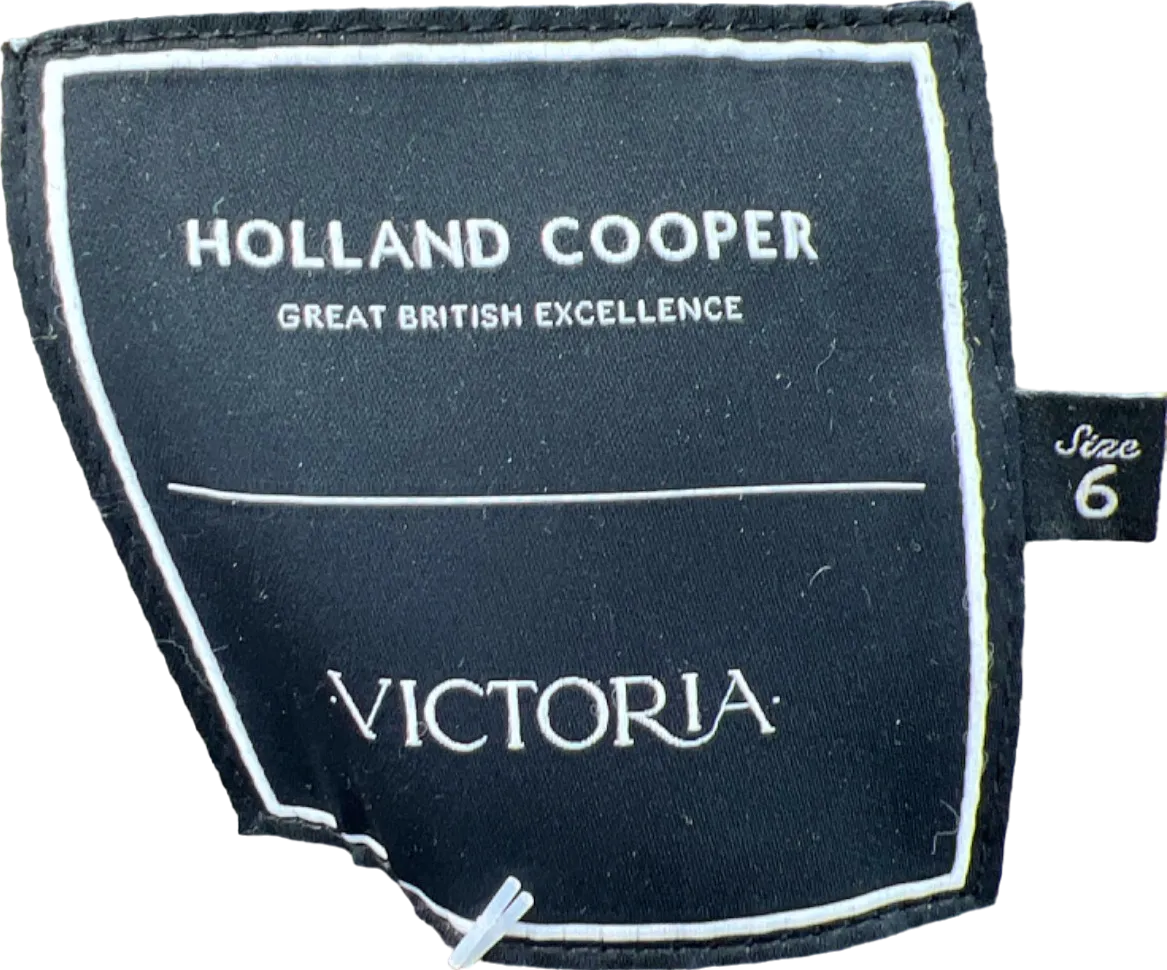 HOLLAND COOPER
GREAT BRITISH EXCELLENCE
Size
6
·VICTORIA·